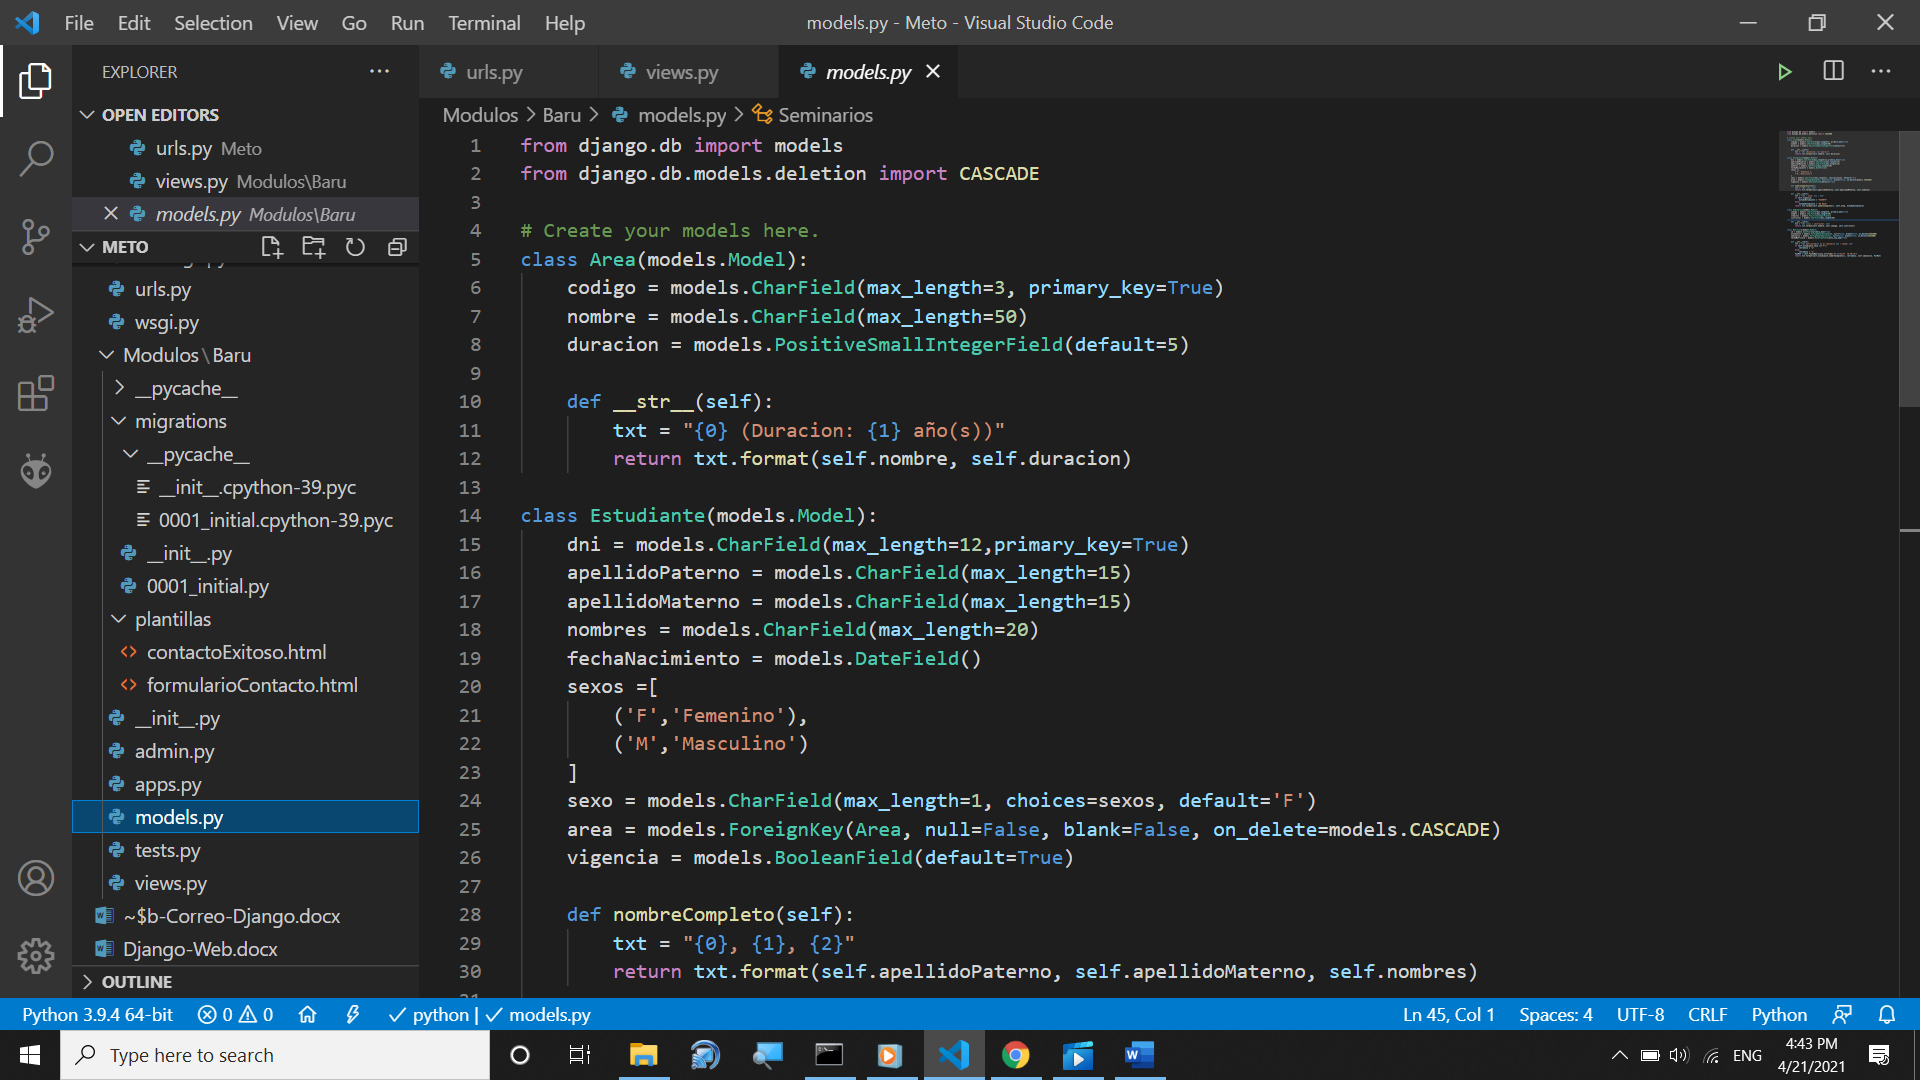 File Edit Selection View Go Run Terminal Help
models.py - Meto - Visual Studio Code
EXPLORER
OPEN EDITORS
urls.py Meto
views.py Modulos\Baru
models.py Modulos\Baru
METO
urls.py
wsgi.py
Modulos\Baru
__pycache__
migrations
__pycache__
__init__.cpython-39.pyc
0001_initial.cpython-39.pyc
__init__.py
0001_initial.py
plantillas
contactoExitoso.html
formularioContacto.html
__init__.py
admin.py
apps.py
models.py
tests.py
views.py
~$b-Correo-Django.docx
Django-Web.docx
OUTLINE
urls.py views.py models.py
Modulos > Baru > models.py > Seminarios
1 from django.db import models
2 from django.db.models.deletion import CASCADE
3
4 # Create your models here.
5 class Area(models.Model):
6 codigo = models.CharField(max_length=3, primary_key=True)
7 nombre = models.CharField(max_length=50)
8 duracion = models.PositiveSmallIntegerField(default=5)
9
10 def __str__(self):
11 txt = "{0} (Duracion: {1} año(s))"
12 return txt.format(self.nombre, self.duracion)
13
14 class Estudiante(models.Model):
15 dni = models.CharField(max_length=12,primary_key=True)
16 apellidoPaterno = models.CharField(max_length=15)
17 apellidoMaterno = models.CharField(max_length=15)
18 nombres = models.CharField(max_length=20)
19 fechaNacimiento = models.DateField()
20 sexos =[
21 ('F','Femenino'),
22 ('M','Masculino')
23 ]
24 sexo = models.CharField(max_length=1, choices=sexos, default='F')
25 area = models.ForeignKey(Area, null=False, blank=False, on_delete=models.CASCADE)
26 vigencia = models.BooleanField(default=True)
27
28 def nombreCompleto(self):
29 txt = "{0}, {1}, {2}"
30 return txt.format(self.apellidoPaterno, self.apellidoMaterno, self.nombres)
Python 3.9.4 64-bit 0 0 python | models.py Ln 45, Col 1 Spaces: 4 UTF-8 CRLF Python
Type here to search
ENG
4:43 PM
4/21/2021